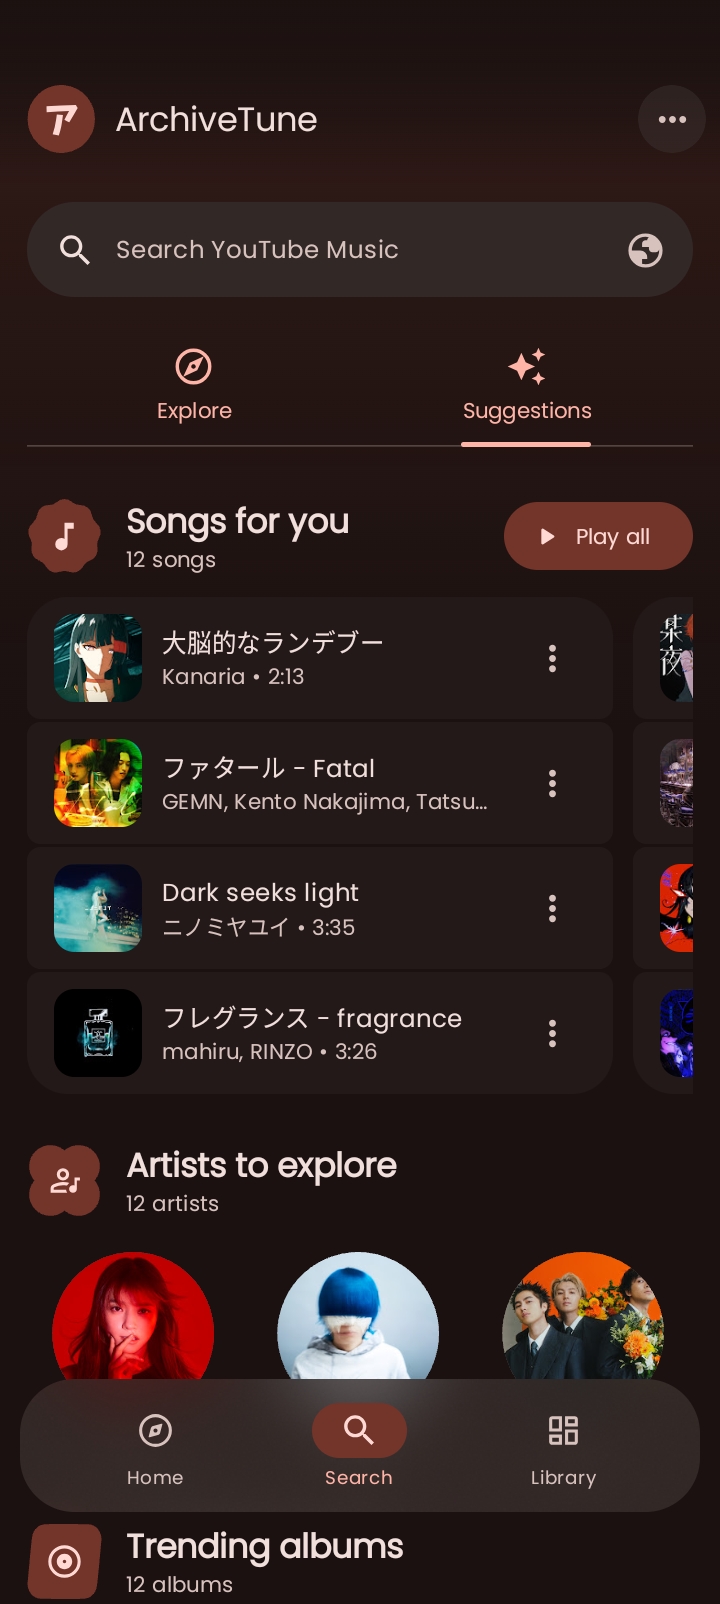 ArchiveTune
Search YouTube Music
Explore
Suggestions
Songs for you
12 songs
Play all
大脳的なランデブー
Kanaria • 2:13
ファタール - Fatal
GEMN, Kento Nakajima, Tatsu...
Dark seeks light
ニノミヤユイ • 3:35
フレグランス - fragrance
mahiru, RINZO • 3:26
Artists to explore
12 artists
Home
Search
Library
Trending albums
12 albums